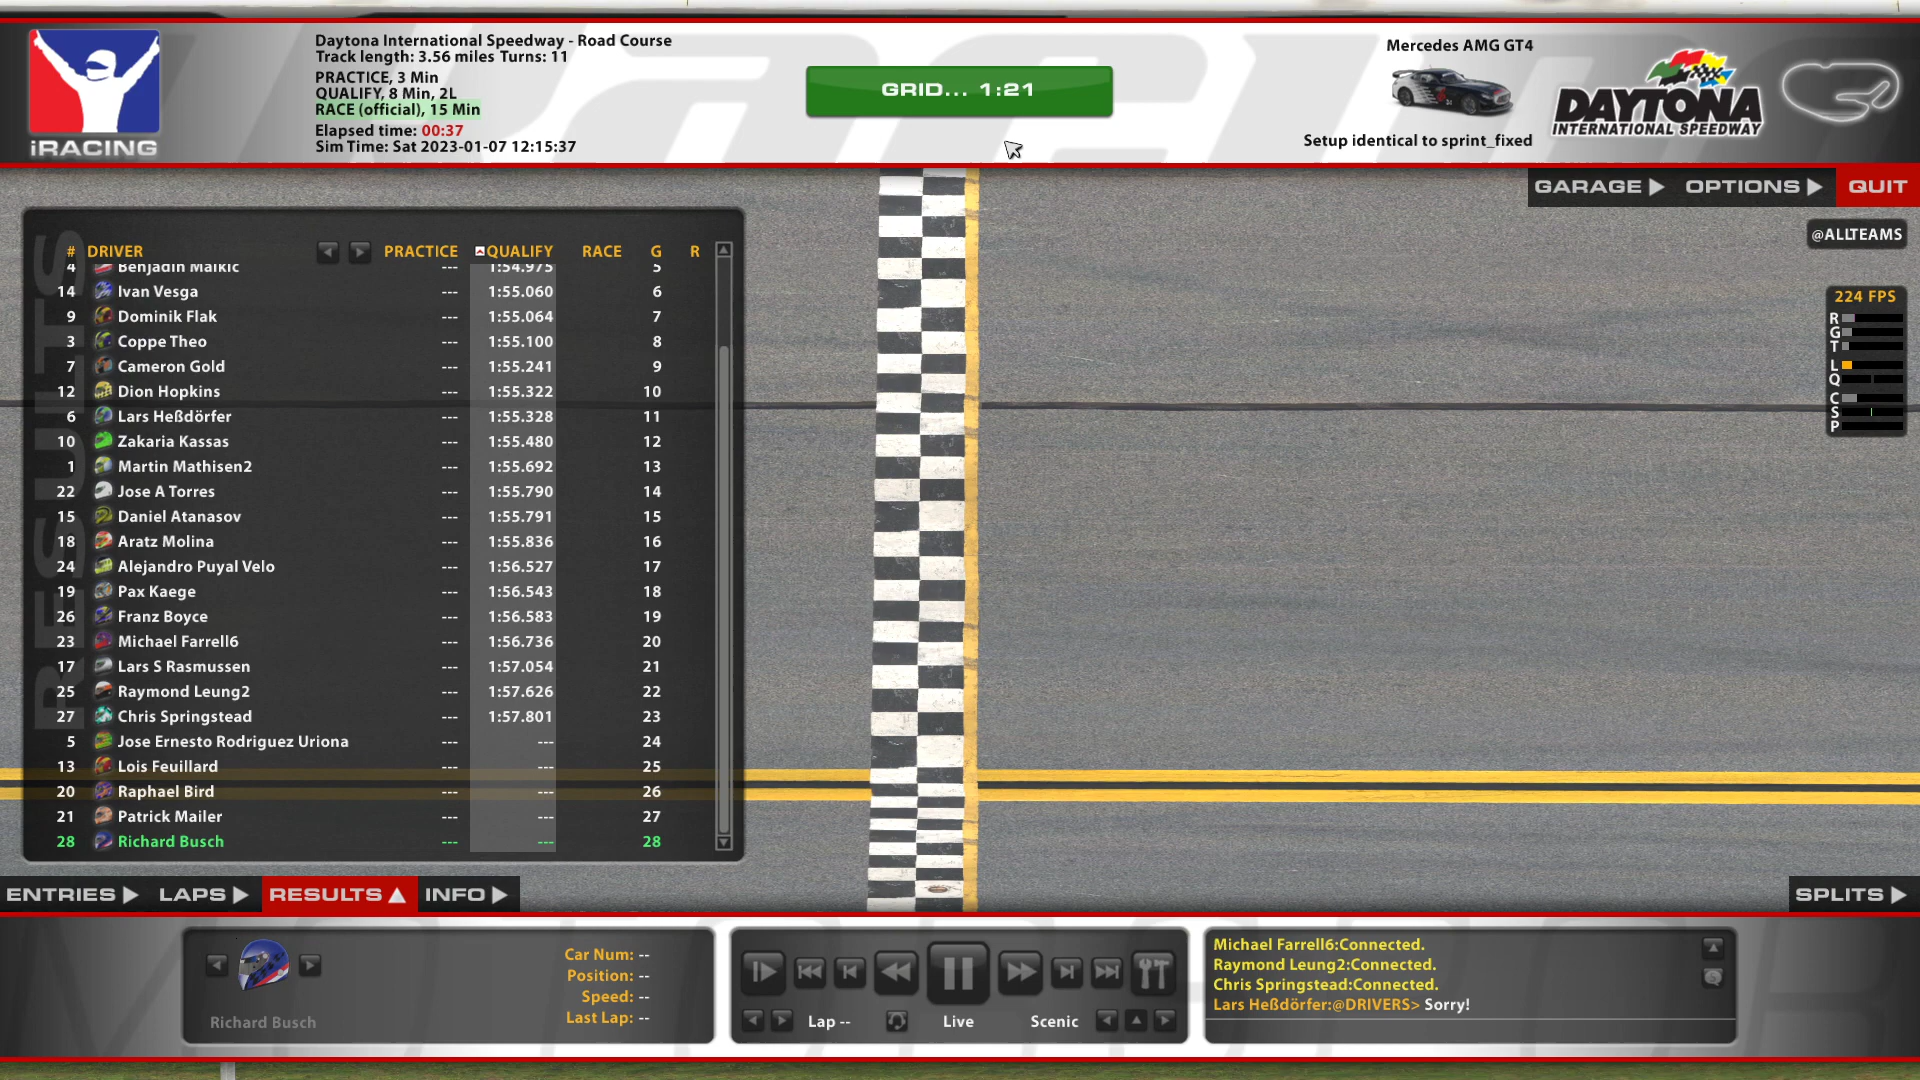 iRACING
Daytona International Speedway - Road Course
Track length: 3.56 miles Turns: 11
PRACTICE, 3 Min
QUALIFY, 8 Min, 2L
RACE (official), 15 Min
Elapsed time: 00:37
Sim Time: Sat 2023-01-07 12:15:37
GRID... 1:21
Mercedes AMG GT4
Setup identical to sprint_fixed
DAYTONA
INTERNATIONAL SPEEDWAY
GARAGE OPTIONS QUIT
@ALLTEAMS
224 FPS
R
G
T
L
Q
C
S
P
RESULTS
# DRIVER PRACTICE QUALIFY RACE G R
4 Benjadin Malkic 1:54.975 5
14 Ivan Vesga --- 1:55.060 6
9 Dominik Flak --- 1:55.064 7
3 Coppe Theo --- 1:55.100 8
7 Cameron Gold --- 1:55.241 9
12 Dion Hopkins --- 1:55.322 10
6 Lars Heßdörfer --- 1:55.328 11
10 Zakaria Kassas --- 1:55.480 12
1 Martin Mathisen2 --- 1:55.692 13
22 Jose A Torres --- 1:55.790 14
15 Daniel Atanasov --- 1:55.791 15
18 Aratz Molina --- 1:55.836 16
24 Alejandro Puyal Velo --- 1:56.527 17
19 Pax Kaege --- 1:56.543 18
26 Franz Boyce --- 1:56.583 19
23 Michael Farrell6 --- 1:56.736 20
17 Lars S Rasmussen --- 1:57.054 21
25 Raymond Leung2 --- 1:57.626 22
27 Chris Springstead --- 1:57.801 23
5 Jose Ernesto Rodriguez Uriona --- --- 24
13 Lois Feuillard --- --- 25
20 Raphael Bird --- --- 26
21 Patrick Mailer --- --- 27
28 Richard Busch --- --- 28
ENTRIES LAPS RESULTS INFO
SPLITS
Richard Busch
Car Num: --
Position: --
Speed: --
Last Lap: --
Lap -- Live Scenic
Michael Farrell6:Connected.
Raymond Leung2:Connected.
Chris Springstead:Connected.
Lars Heßdörfer:@DRIVERS> Sorry!